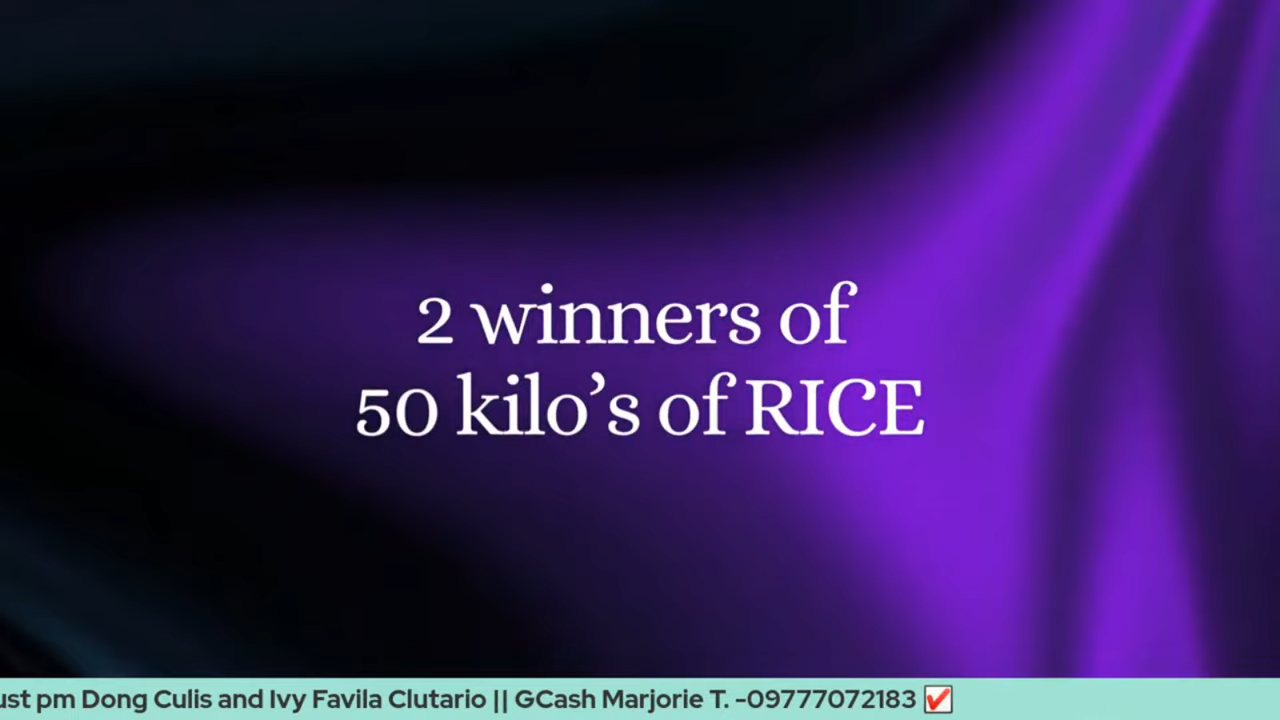 2 winners of
50 kilo’s of RICE
ust pm Dong Culis and Ivy Favila Clutario || GCash Marjorie T. -09777072183 ☑